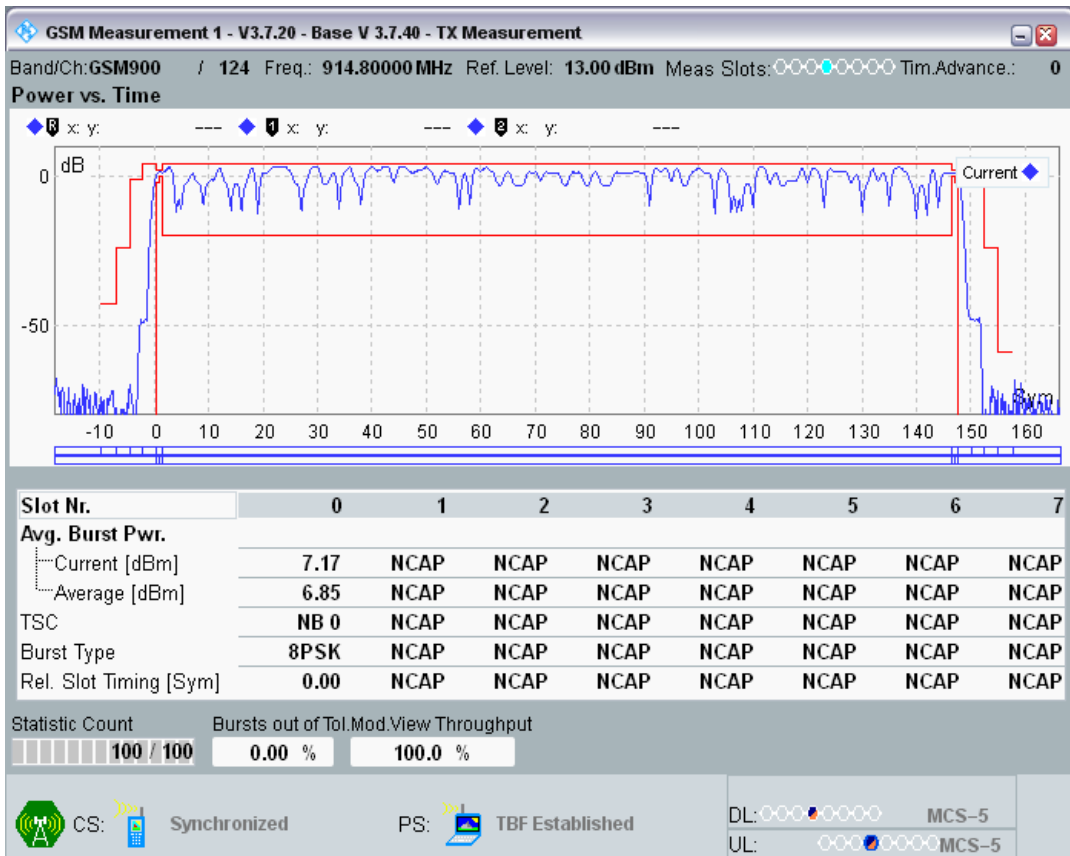 GSM Measurement 1 - V3.7.20 - Base V 3.7.40 - TX Measurement
Band/Ch:GSM900 / 124 Freq.: 914.80000 MHz Ref. Level: 13.00 dBm Meas Slots: Tim.Advance.: 0
Power vs. Time
R x: y: --- 1 x: y: --- 2 x: y: ---
dB
Current
0
-50
Sym
-10 0 10 20 30 40 50 60 70 80 90 100 110 120 130 140 150 160
Slot Nr. 0 1 2 3 4 5 6 7
Avg. Burst Pwr.
Current [dBm] 7.17 NCAP NCAP NCAP NCAP NCAP NCAP NCAP
Average [dBm] 6.85 NCAP NCAP NCAP NCAP NCAP NCAP NCAP
TSC NB 0 NCAP NCAP NCAP NCAP NCAP NCAP NCAP
Burst Type 8PSK NCAP NCAP NCAP NCAP NCAP NCAP NCAP
Rel. Slot Timing [Sym] 0.00 NCAP NCAP NCAP NCAP NCAP NCAP NCAP
Statistic Count Bursts out of Tol.Mod.View Throughput
100 / 100 0.00 % 100.0 %
CS: Synchronized PS: TBF Established DL: MCS-5
UL: MCS-5